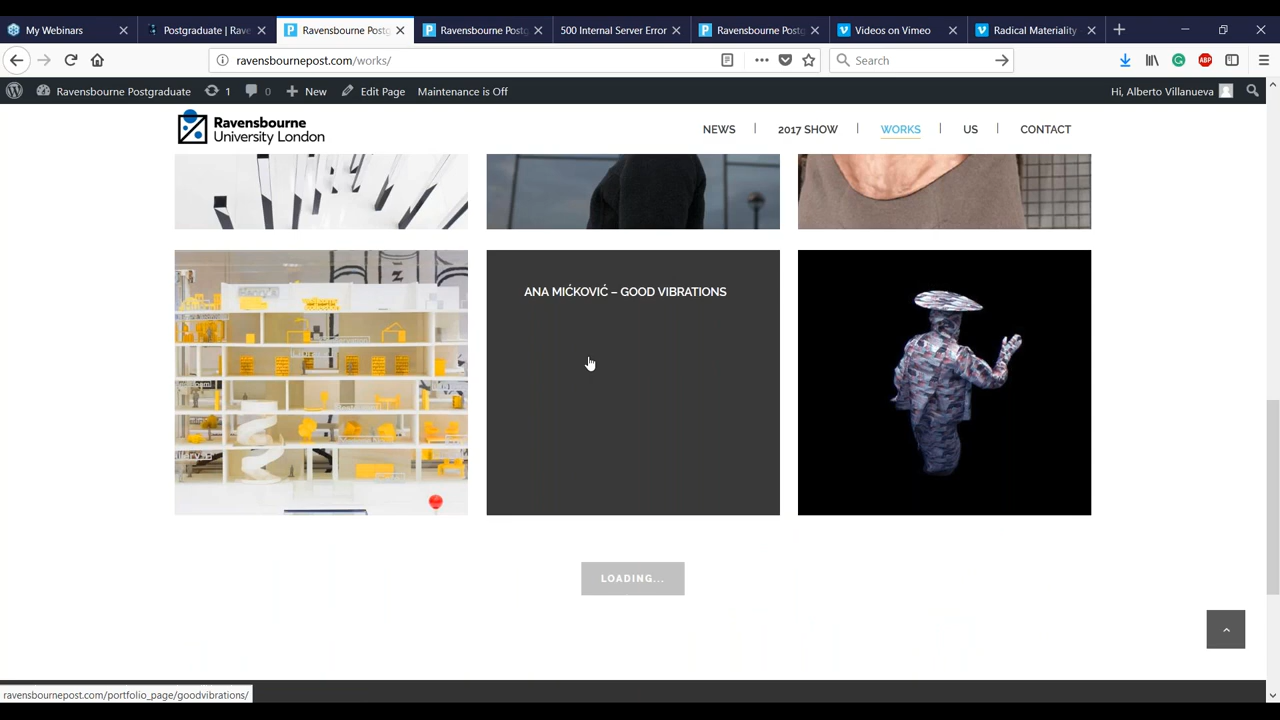 My Webinars
Postgraduate | Rave
Ravensbourne Postg
Ravensbourne Postg
500 Internal Server Error
Ravensbourne Postg
Videos on Vimeo
Radical Materiality
ravensbournepost.com/works/
Search
ABP
Ravensbourne Postgraduate
1
0
New
Edit Page
Maintenance is Off
Hi, Alberto Villanueva
Ravensbourne
University London
NEWS
2017 SHOW
WORKS
US
CONTACT
ANA MIĆKOVIĆ – GOOD VIBRATIONS
LOADING...
ravensbournepost.com/portfolio_page/goodvibrations/